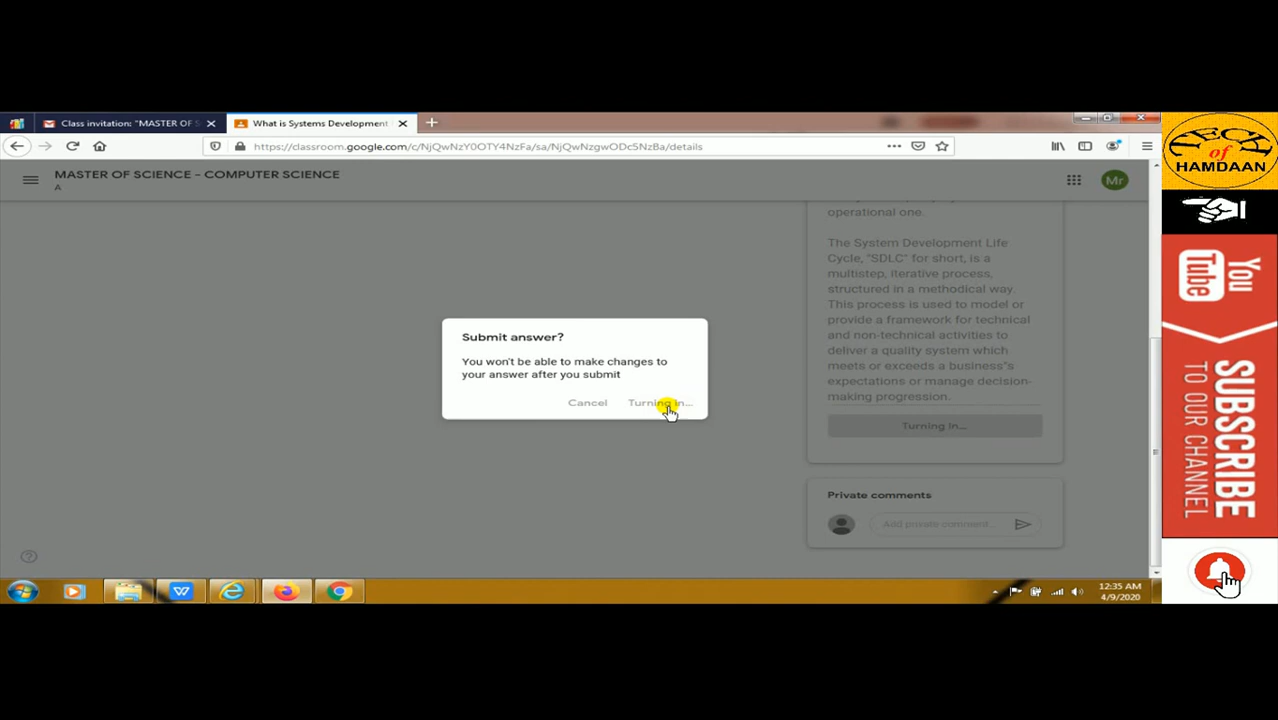 Class invitation: "MASTER OF S
What is Systems Development
https://classroom.google.com/c/NjQwNzY0OTY4NzFa/sa/NjQwNzgwODc5NzBa/details
MASTER OF SCIENCE - COMPUTER SCIENCE
A
Mr
operational one.
The System Development Life
Cycle, "SDLC" for short, is a
multistep, iterative process,
structured in a methodical way.
This process is used to model or
provide a framework for technical
and non-technical activities to
deliver a quality system which
meets or exceeds a business"s
expectations or manage decision-
making progression.
Turning in...
Submit answer?
You won't be able to make changes to
your answer after you submit
Cancel
Turning in...
Private comments
Add private comment...
12:35 AM
4/9/2020
TECH
of
HAMDAAN
You
Tube
SUBSCRIBE
TO OUR CHANNEL